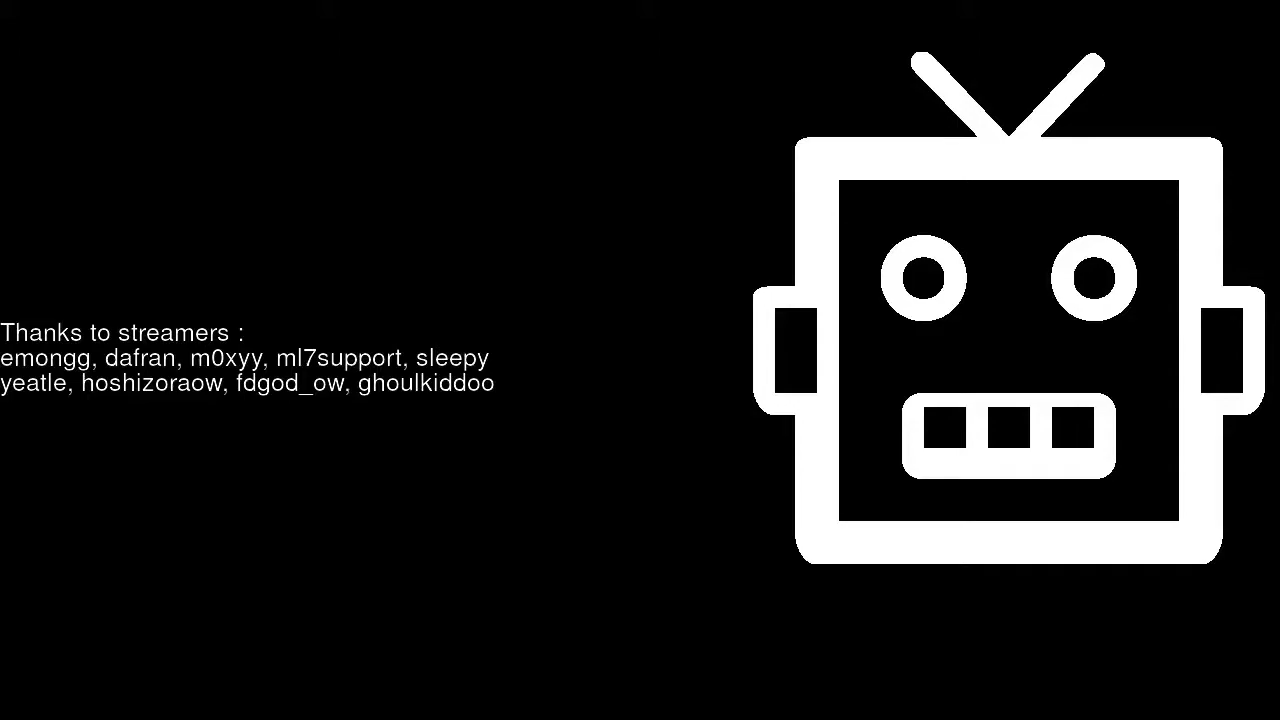 Thanks to streamers :
emongg, dafran, m0xyy, ml7support, sleepy
yeatle, hoshizoraow, fdgod_ow, ghoulkiddoo